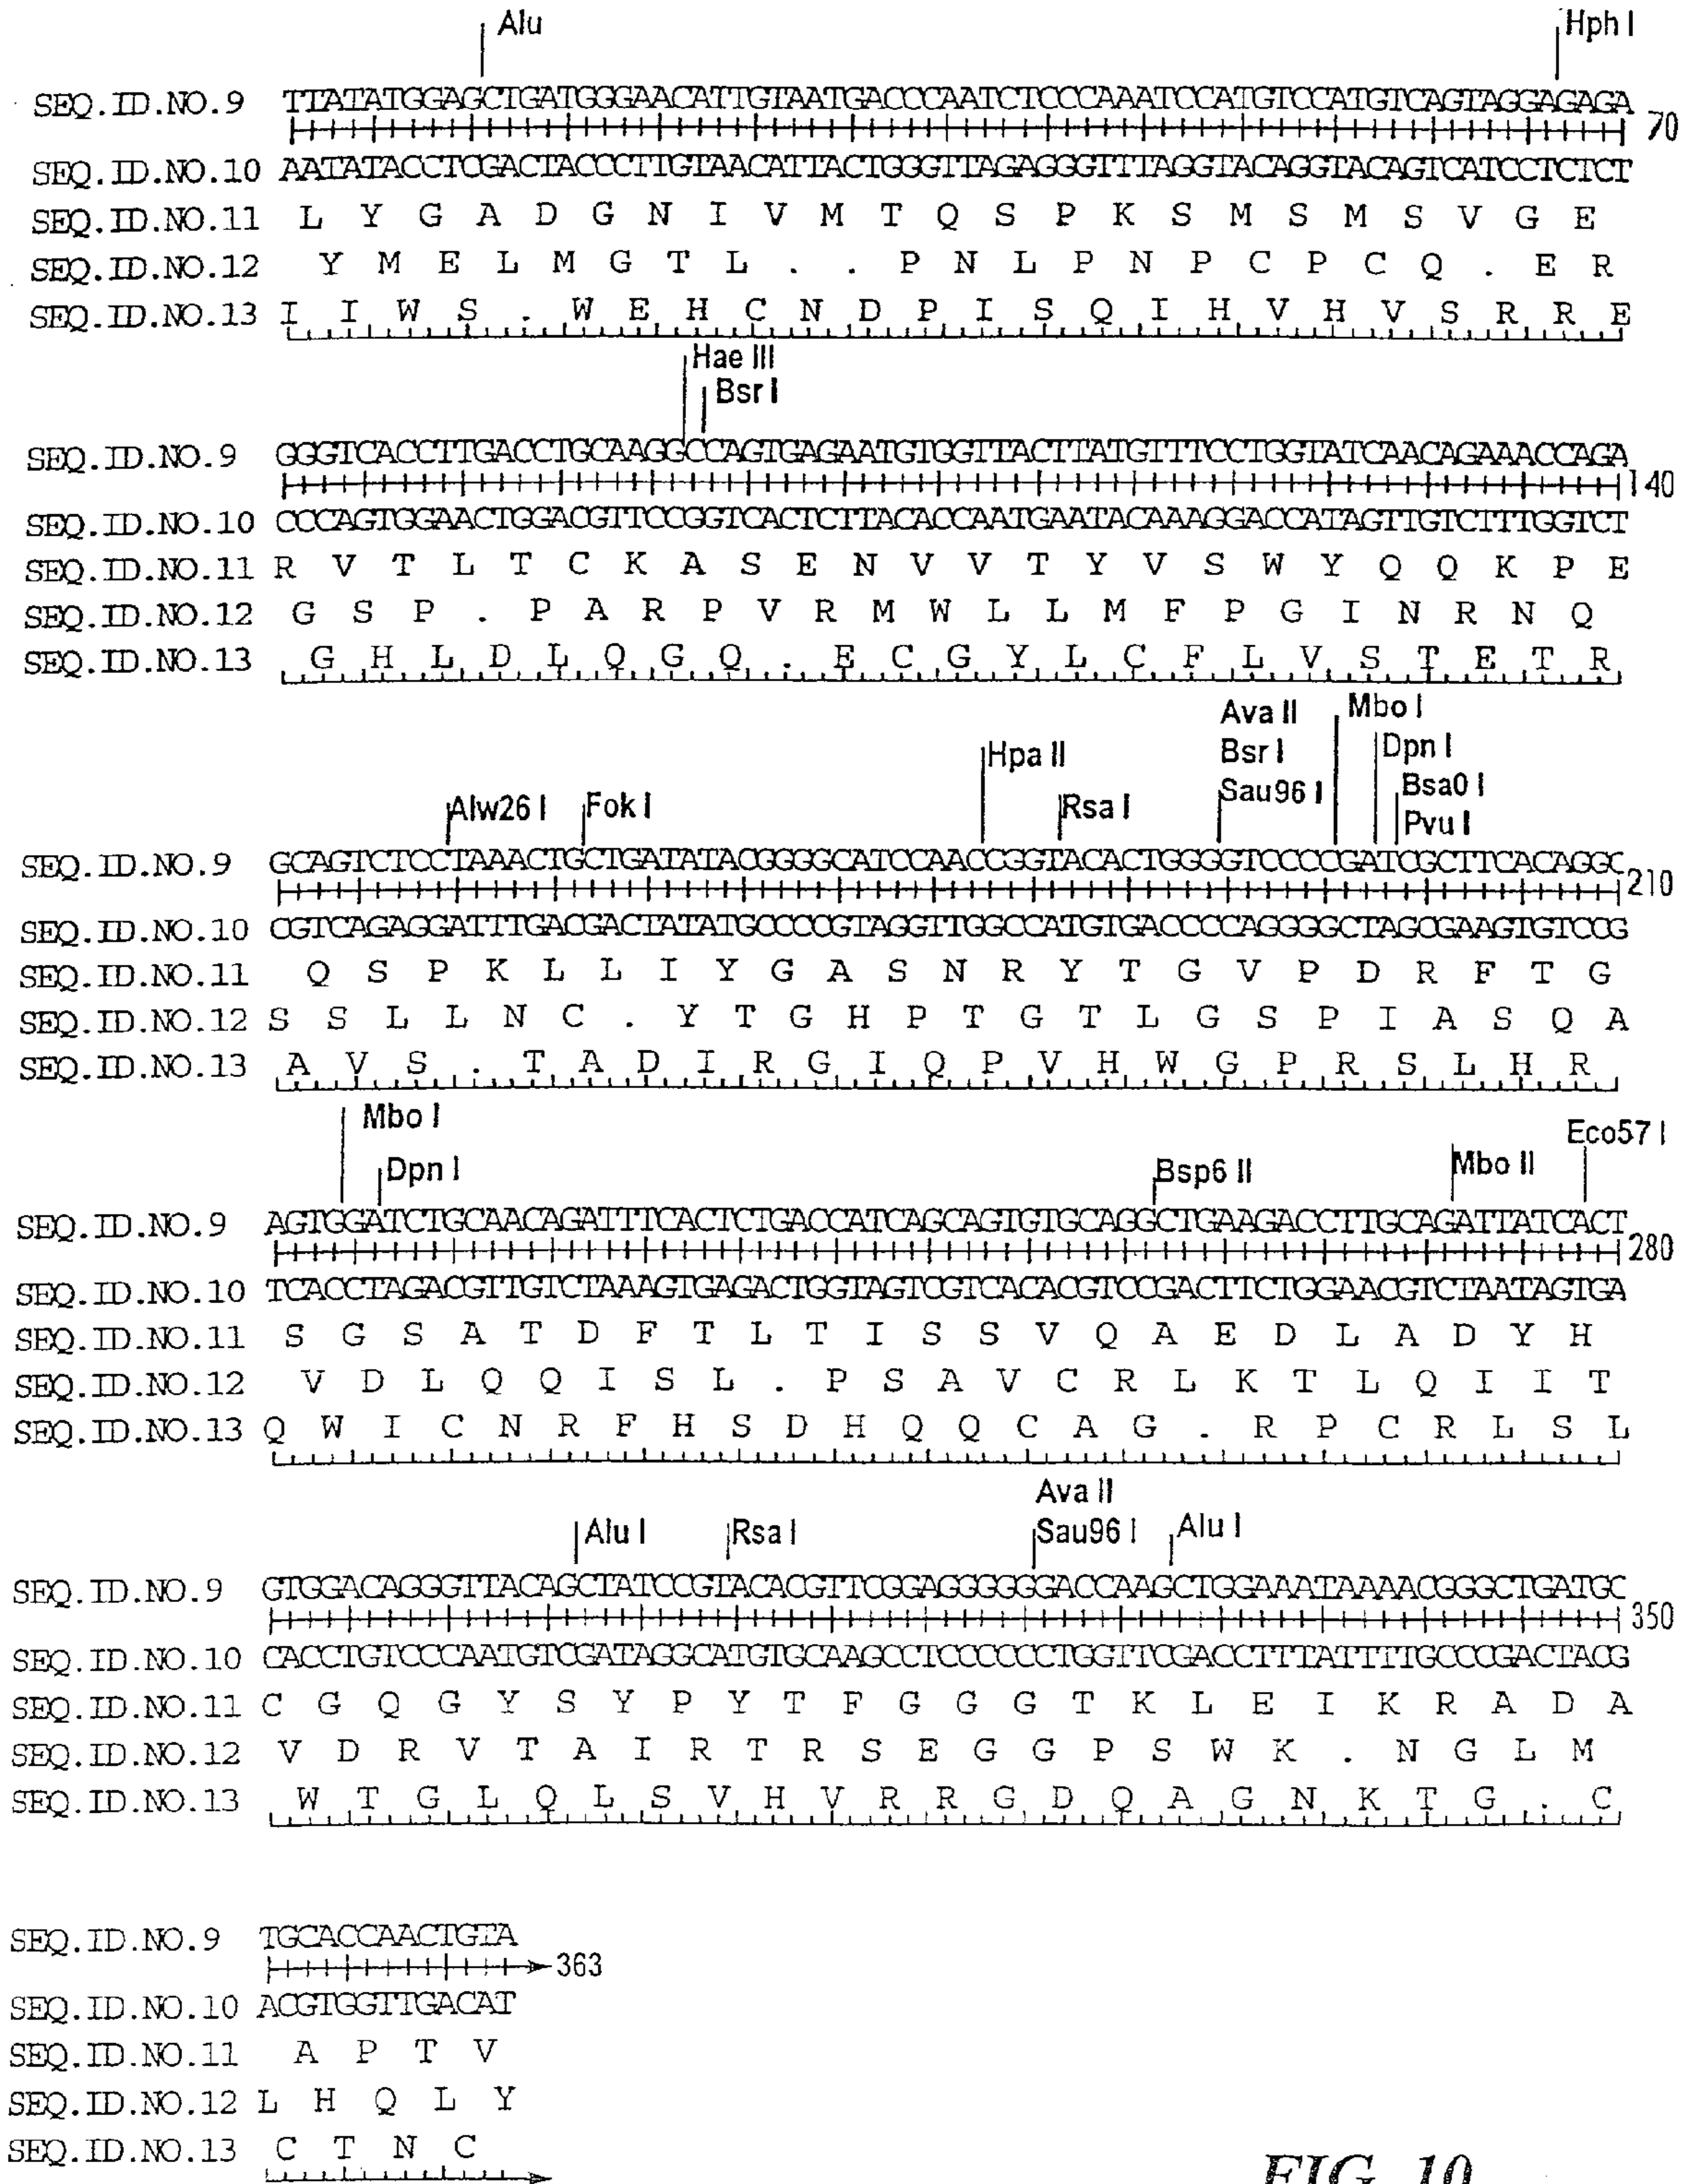 Alu
Hph I
SEQ.ID.NO.9 TTATATGGAGCTGATGGGAACATTGTAATGACCCAATCTCCCAAATCCATGTCCATGTCAGTAGGAGAGA
70
SEQ.ID.NO.10 AATATACCTCGACTACCCTTGTAACATTACTGGGTTAGAGGGTTTAGGTACAGGTACAGTCATCCTCTCT
SEQ.ID.NO.11 L Y G A D G N I V M T Q S P K S M S M S V G E
SEQ.ID.NO.12 Y M E L M G T L . . P N L P N P C P C Q . E R
SEQ.ID.NO.13 I I W S . W E H C N D P I S Q I H V H V S R R E
Hae III
Bsr I
SEQ.ID.NO.9 GGGTCACCTTGACCTGCAAGGCCAGTGAGAATGTGGTTACTTATGTTTCCTGGTATCAACAGAAACCAGA
140
SEQ.ID.NO.10 CCCAGTGGAACTGGACGTTCCGGTCACTCTTACACCAATGAATACAAAGGACCATAGTTGTCTTTGGTCT
SEQ.ID.NO.11 R V T L T C K A S E N V V T Y V S W Y Q Q K P E
SEQ.ID.NO.12 G S P . P A R P V R M W L L M F P G I N R N Q
SEQ.ID.NO.13 G H L D L Q G Q . E C G Y L C F L V S T E T R
Ava II
Mbo I
Hpa II
Bsr I
Dpn I
Alw26 I
Fok I
Rsa I
Sau96 I
Bsa0 I
Pvu I
SEQ.ID.NO.9 GCAGTCTCCTAAACTGCTGATATACGGGGCATCCAACCGGTACACTGGGGTCCCCGATCGCTTCACAGGC
210
SEQ.ID.NO.10 CGTCAGAGGATTTGACGACTATATGCCCCGTAGGTTGGCCATGTGACCCCAGGGGCTAGCGAAGTGTCCG
SEQ.ID.NO.11 Q S P K L L I Y G A S N R Y T G V P D R F T G
SEQ.ID.NO.12 S S L L N C . Y T G H P T G T L G S P I A S Q A
SEQ.ID.NO.13 A V S . T A D I R G I Q P V H W G P R S L H R
Mbo I
Eco57 I
Dpn I
Bsp6 II
Mbo II
SEQ.ID.NO.9 AGTGGATCTGCAACAGATTTCACTCTGACCATCAGCAGTGTGCAGGCTGAAGACCTTGCAGATTATCACT
280
SEQ.ID.NO.10 TCACCTAGACGTTGTCTAAAGTGAGACTGGTAGTCGTCACACGTCCGACTTCTGGAACGTCTAATAGTGA
SEQ.ID.NO.11 S G S A T D F T L T I S S V Q A E D L A D Y H
SEQ.ID.NO.12 V D L Q Q I S L . P S A V C R L K T L Q I I T
SEQ.ID.NO.13 Q W I C N R F H S D H Q Q C A G . R P C R L S L
Ava II
Alu I
Rsa I
Sau96 I
Alu I
SEQ.ID.NO.9 GTGGACAGGGTTACAGCTATCCGTACACGTTCGGAGGGGGGACCAAGCTGGAAATAAAACGGGCTGATGC
350
SEQ.ID.NO.10 CACCTGTCCCAATGTCGATAGGCATGTGCAAGCCTCCCCCCTGGTTCGACCTTTATTTTGCCCGACTACG
SEQ.ID.NO.11 C G Q G Y S Y P Y T F G G G T K L E I K R A D A
SEQ.ID.NO.12 V D R V T A I R T R S E G G P S W K . N G L M
SEQ.ID.NO.13 W T G L Q L S V H V R R G D Q A G N K T G . C
SEQ.ID.NO.9 TGCACCAACTGTA
363
SEQ.ID.NO.10 ACGTGGTTGACAT
SEQ.ID.NO.11 A P T V
SEQ.ID.NO.12 L H Q L Y
SEQ.ID.NO.13 C T N C
FIG. 10